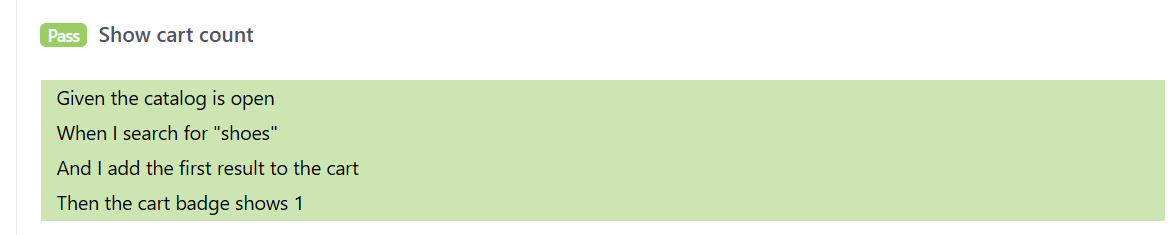 Pass Show cart count
Given the catalog is open
When I search for "shoes"
And I add the first result to the cart
Then the cart badge shows 1